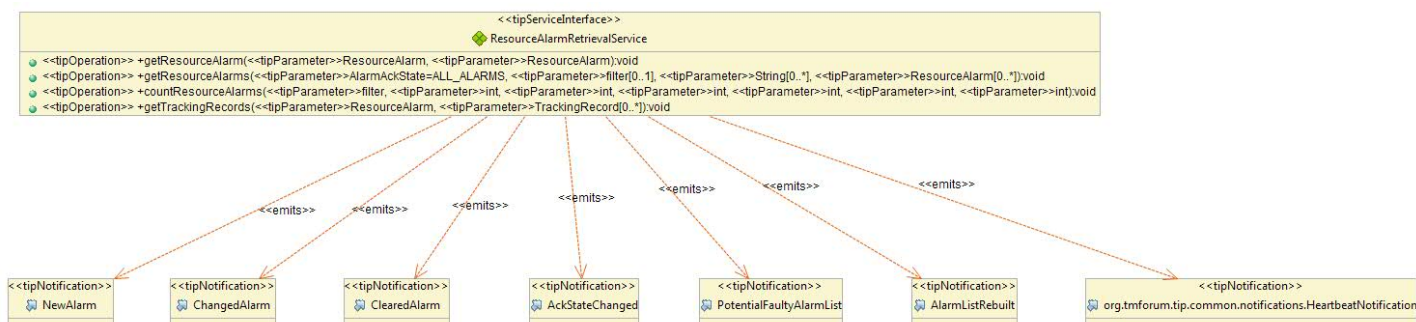 <<tipServiceInterface>>
ResourceAlarmRetrievalService
<<tipOperation>> +getResourceAlarm(<<tipParameter>>ResourceAlarm, <<tipParameter>>ResourceAlarm):void
<<tipOperation>> +getResourceAlarms(<<tipParameter>>AlarmAckState=ALL_ALARMS, <<tipParameter>>filter[0..1], <<tipParameter>>String[0..*], <<tipParameter>>ResourceAlarm[0..*]):void
<<tipOperation>> +countResourceAlarms(<<tipParameter>>filter, <<tipParameter>>int, <<tipParameter>>int, <<tipParameter>>int, <<tipParameter>>int, <<tipParameter>>int, <<tipParameter>>int):void
<<tipOperation>> +getTrackingRecords(<<tipParameter>>ResourceAlarm, <<tipParameter>>TrackingRecord[0..*]):void
<<emits>> <<emits>> <<emits>> <<emits>> <<emits>> <<emits>> <<emits>>
<<tipNotification>> <<tipNotification>> <<tipNotification>> <<tipNotification>> <<tipNotification>> <<tipNotification>> <<tipNotification>>
NewAlarm ChangedAlarm ClearedAlarm AckStateChanged PotentialFaultyAlarmList AlarmListRebuilt org.tmforum.tip.common.notifications.HeartbeatNotification